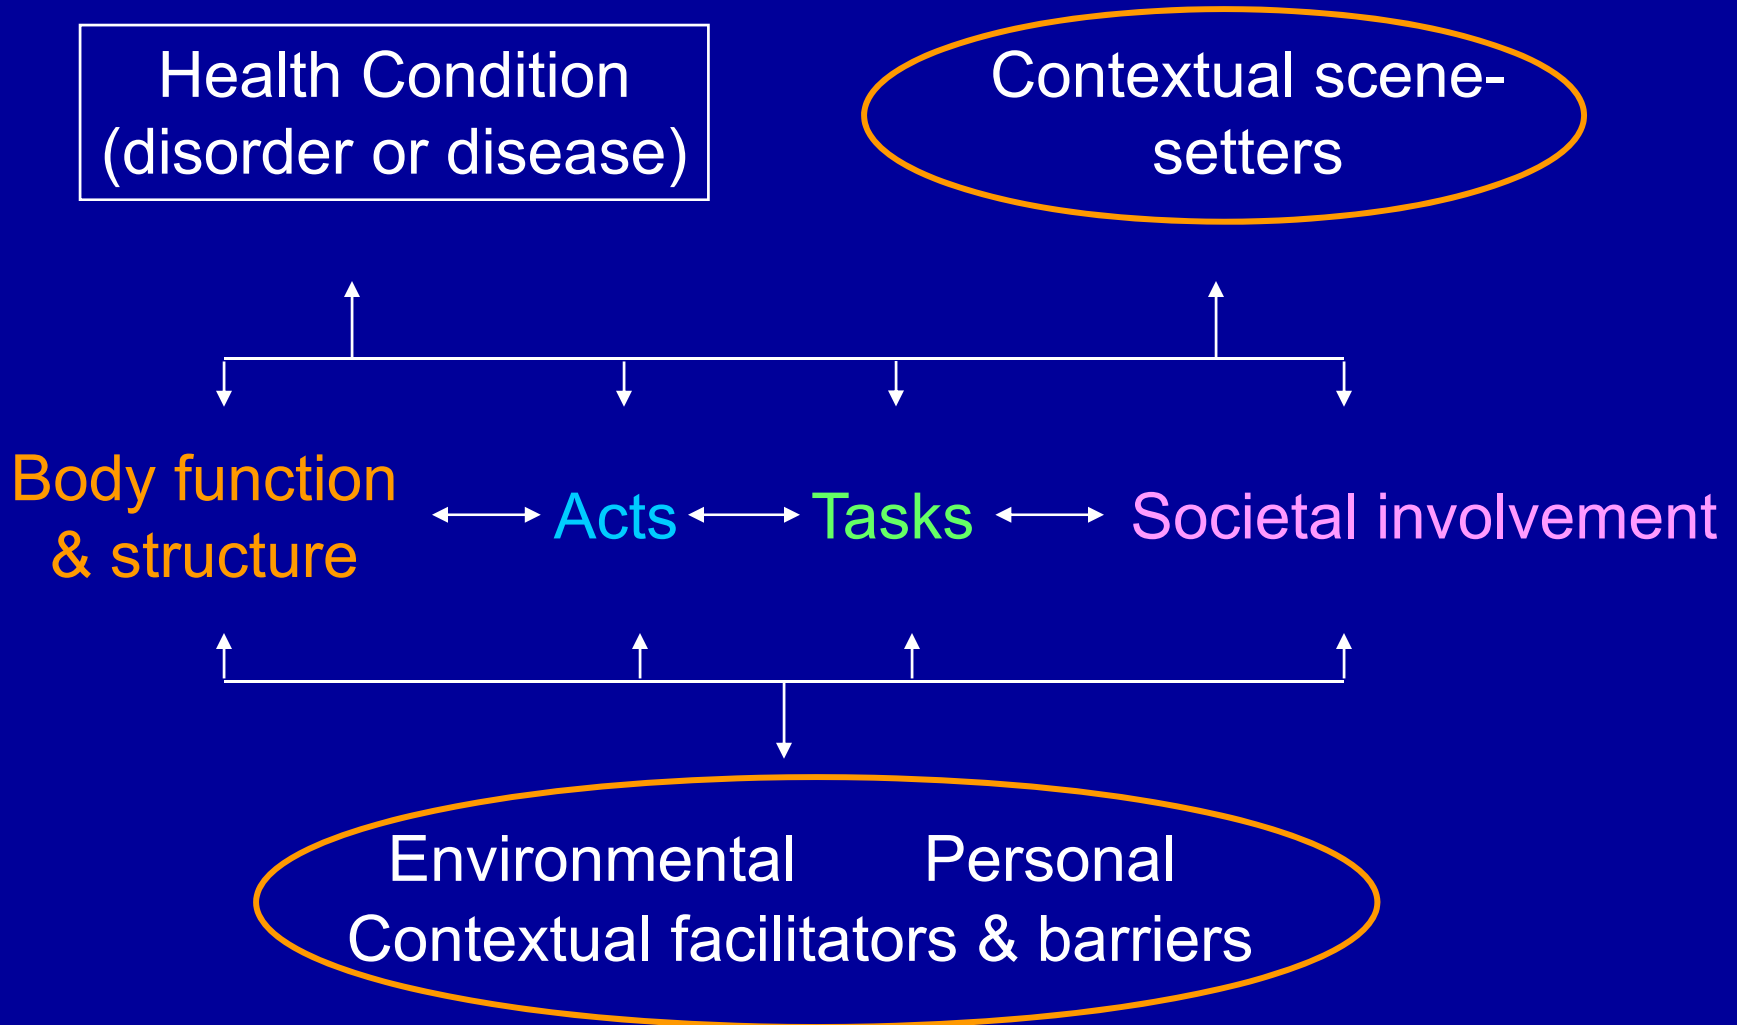 Health Condition
(disorder or disease)
Contextual scene-
setters
Body function
& structure
Acts
Tasks
Societal involvement
Environmental Personal
Contextual facilitators & barriers